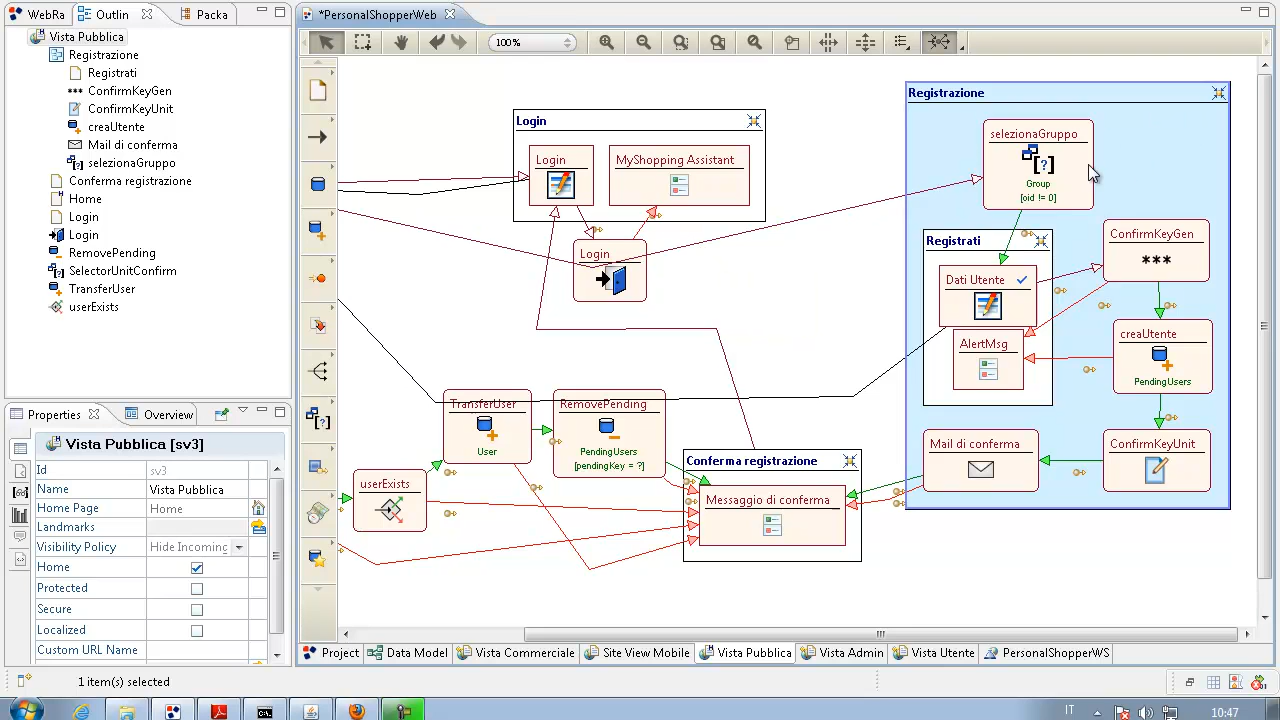 WebRa
Outlin
Packa
Vista Pubblica
Registrazione
Registrati
ConfirmKeyGen
ConfirmKeyUnit
creaUtente
Mail di conferma
selezionaGruppo
Conferma registrazione
Home
Login
Login
RemovePending
SelectorUnitConfirm
TransferUser
userExists
Properties
Overview
Vista Pubblica [sv3]
Id
sv3
Name
Vista Pubblica
Home Page
Home
Landmarks
Visibility Policy
Hide Incoming
Home
Protected
Secure
Localized
Custom URL Name
*PersonalShopperWeb
100%
Login
Login
MyShopping Assistant
Login
Registrazione
selezionaGruppo
Group
[oid != 0]
Registrati
Dati Utente
AlertMsg
ConfirmKeyGen
***
creaUtente
PendingUsers
Mail di conferma
ConfirmKeyUnit
TransferUser
User
RemovePending
PendingUsers
[pendingKey = ?]
userExists
Conferma registrazione
Messaggio di conferma
Project
Data Model
Vista Commerciale
Site View Mobile
Vista Pubblica
Vista Admin
Vista Utente
PersonalShopperWS
1 item(s) selected
IT
10:47